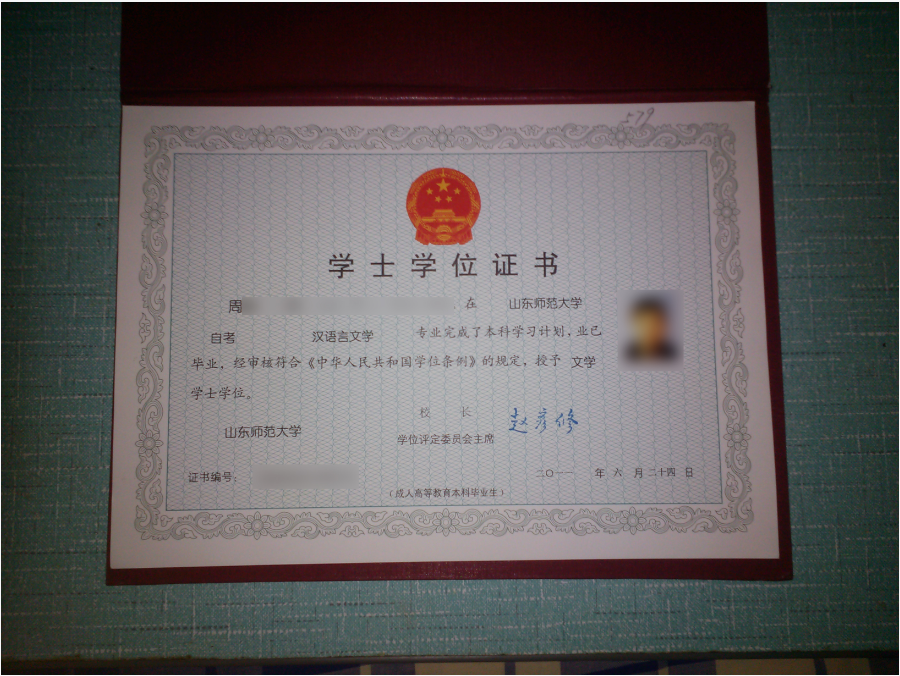 579
学士学位证书
周 在 山东师范大学
自考 汉语言文学 专业完成了本科学习计划，业已
毕业，经审核符合《中华人民共和国学位条例》的规定，授予 文学
学士学位。
校 长
赵彦修
山东师范大学
学位评定委员会主席
证书编号：
二〇一一 年 六 月 二十四 日
（成人高等教育本科毕业生）